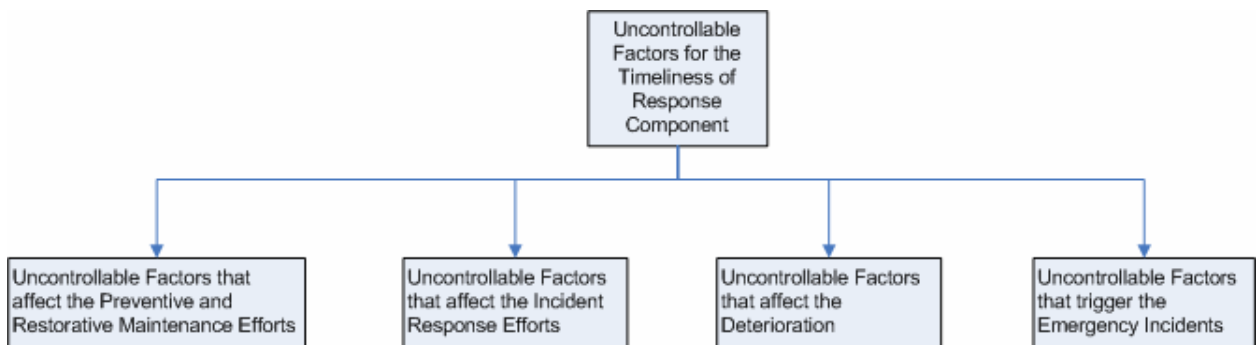 Uncontrollable
Factors for the
Timeliness of
Response
Component
Uncontrollable Factors that
affect the Preventive and
Restorative Maintenance Efforts
Uncontrollable Factors
that affect the Incident
Response Efforts
Uncontrollable Factors
that affect the
Deterioration
Uncontrollable Factors
that trigger the
Emergency Incidents